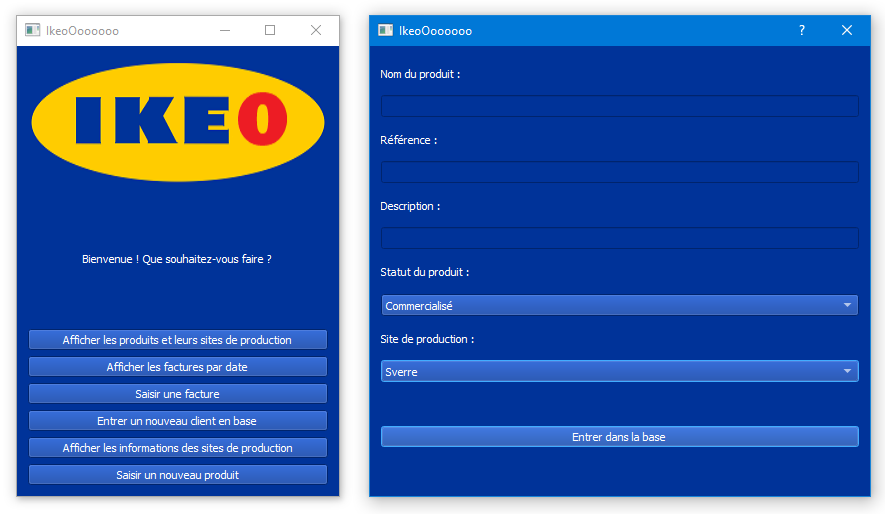 IkeoOoooooo
IKEO
Bienvenue ! Que souhaitez-vous faire ?
Afficher les produits et leurs sites de production
Afficher les factures par date
Saisir une facture
Entrer un nouveau client en base
Afficher les informations des sites de production
Saisir un nouveau produit
IkeoOoooooo
?
Nom du produit :
Référence :
Description :
Statut du produit :
Commercialisé
Site de production :
Sverre
Entrer dans la base